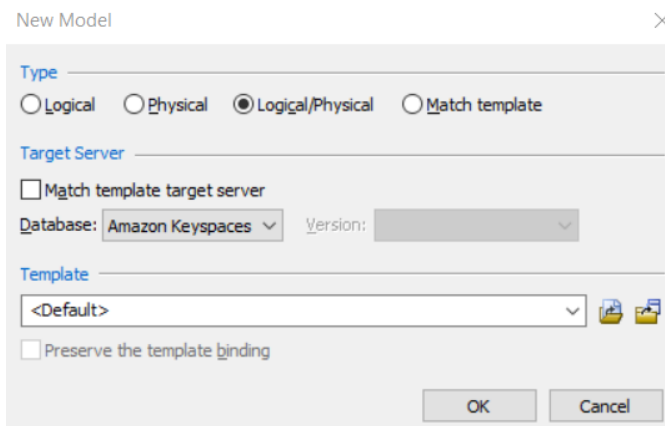 New Model
Type
Logical Physical Logical/Physical Match template
Target Server
Match template target server
Database: Amazon Keyspaces Version:
Template
<Default>
Preserve the template binding
OK Cancel